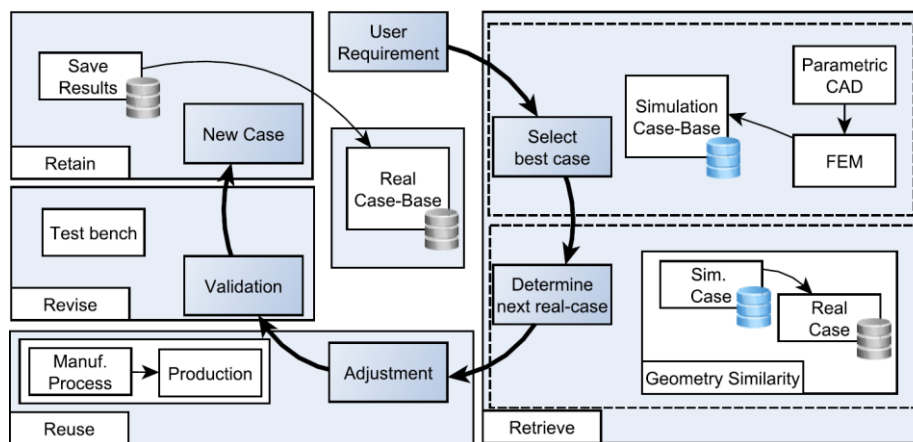 Save
Results
New Case
Retain
User
Requirement
Real
Case-Base
Test bench
Validation
Revise
Manuf.
Process
Production
Adjustment
Reuse
Select
best case
Simulation
Case-Base
Parametric
CAD
FEM
Determine
next real-case
Sim.
Case
Real
Case
Geometry Similarity
Retrieve